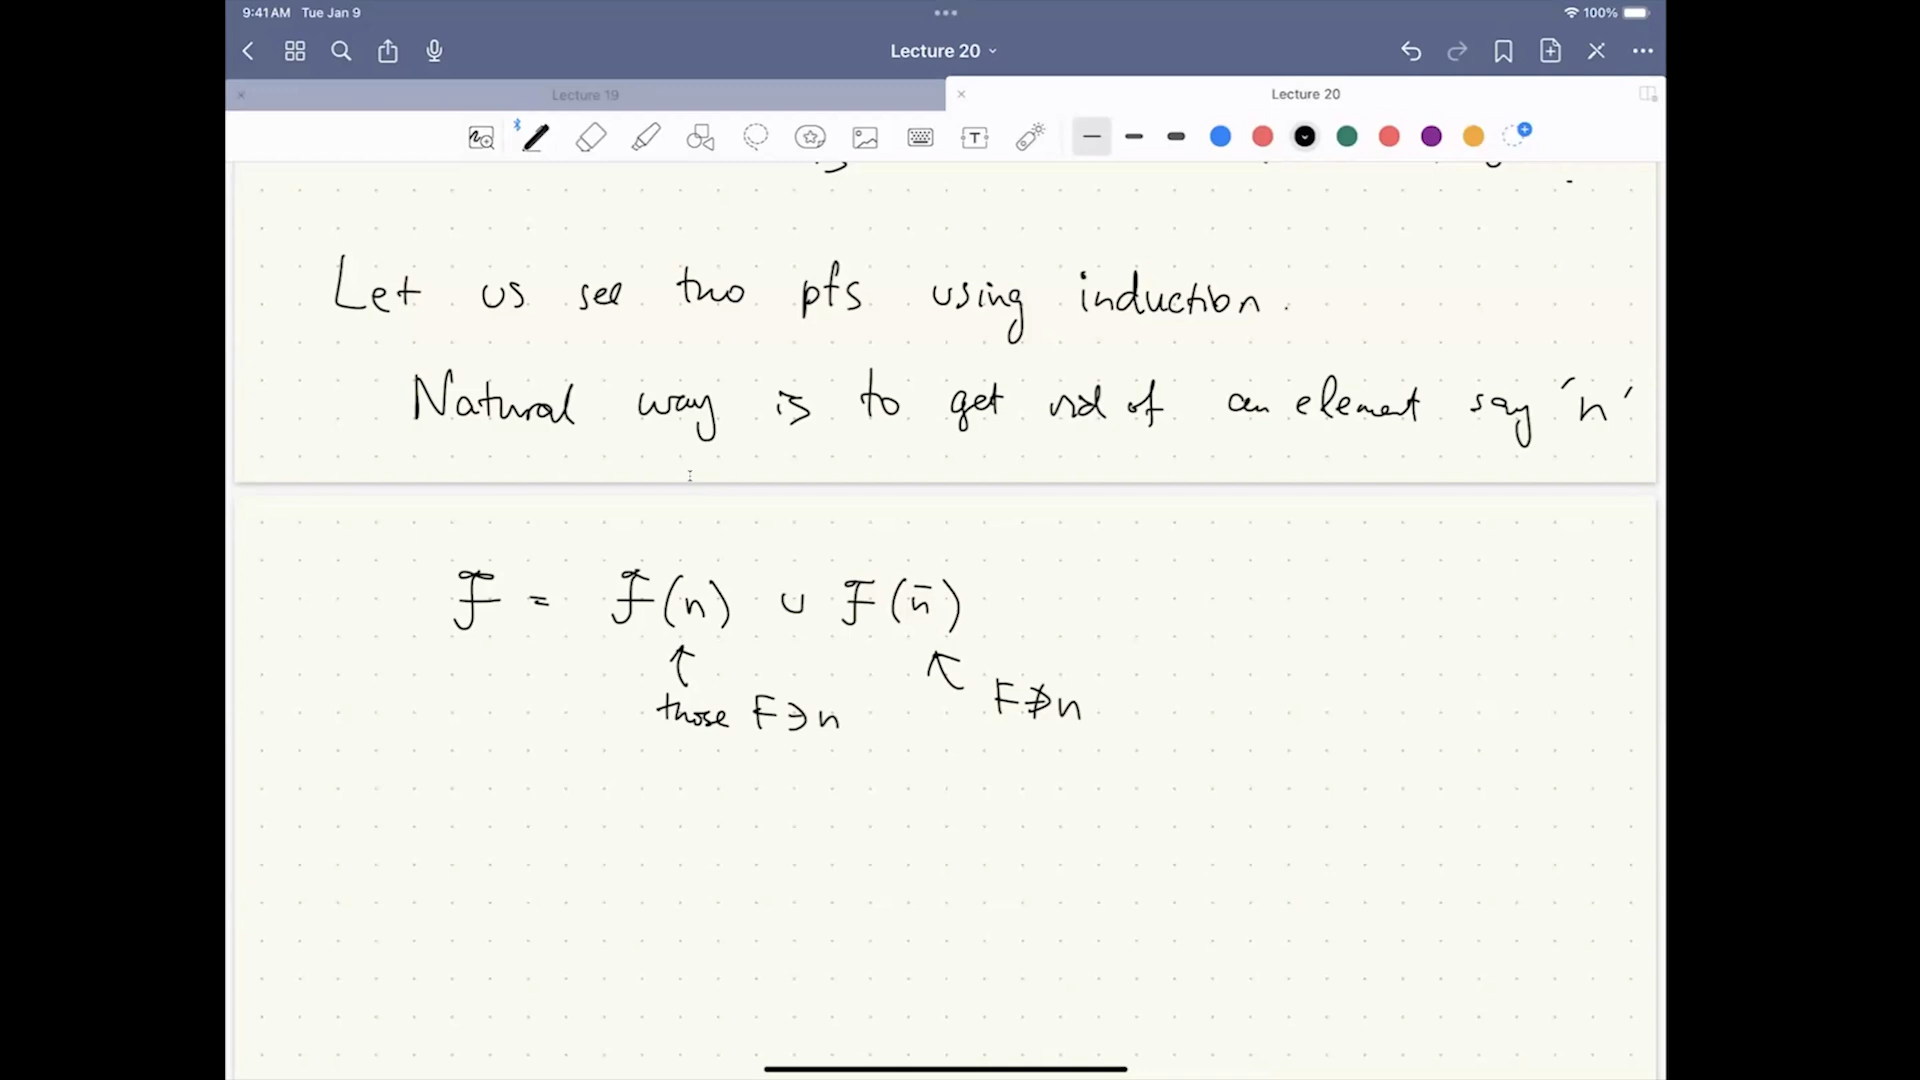 9:41 AM Tue Jan 9
100%
Lecture 20
Lecture 19
Lecture 20
Let us see two pfs using induction.
Natural way is to get rid of an element say 'n'
ℱ = ℱ(n) ∪ ℱ(n̄)
those F∋n
F∌n